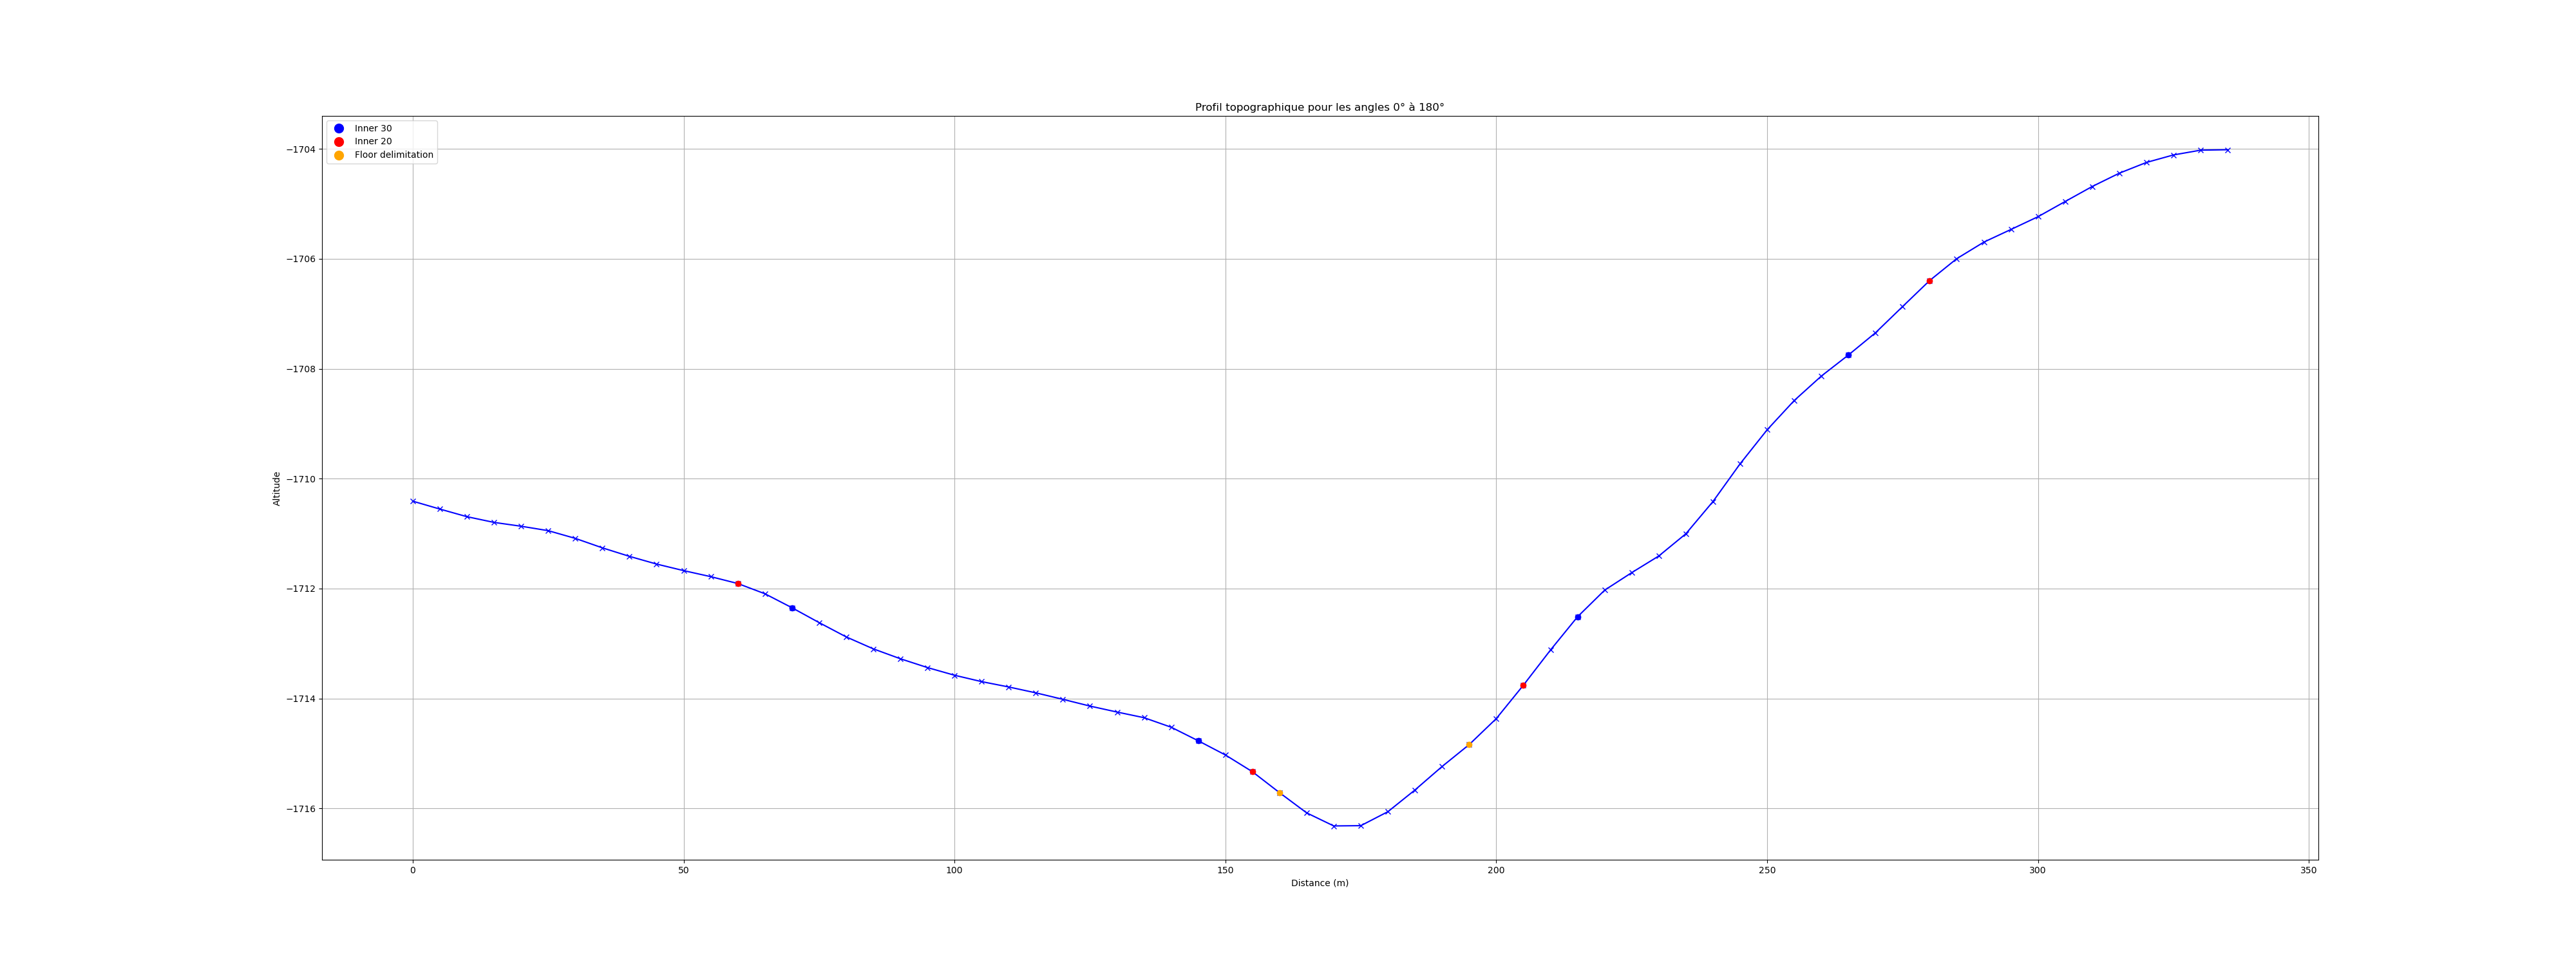 Profil topographique pour les angles 0° à 180°
Inner 30
Inner 20
Floor delimitation
−1704
−1706
−1708
−1710
−1712
−1714
−1716
Altitude
0
50
100
150
200
250
300
350
Distance (m)